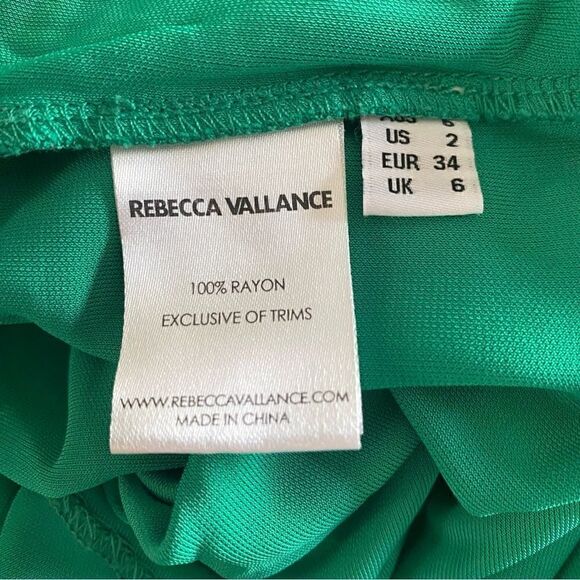 REBECCA VALLANCE
100% RAYON
EXCLUSIVE OF TRIMS
WWW.REBECCAVALLANCE.COM
MADE IN CHINA
US 2
EUR 34
UK 6